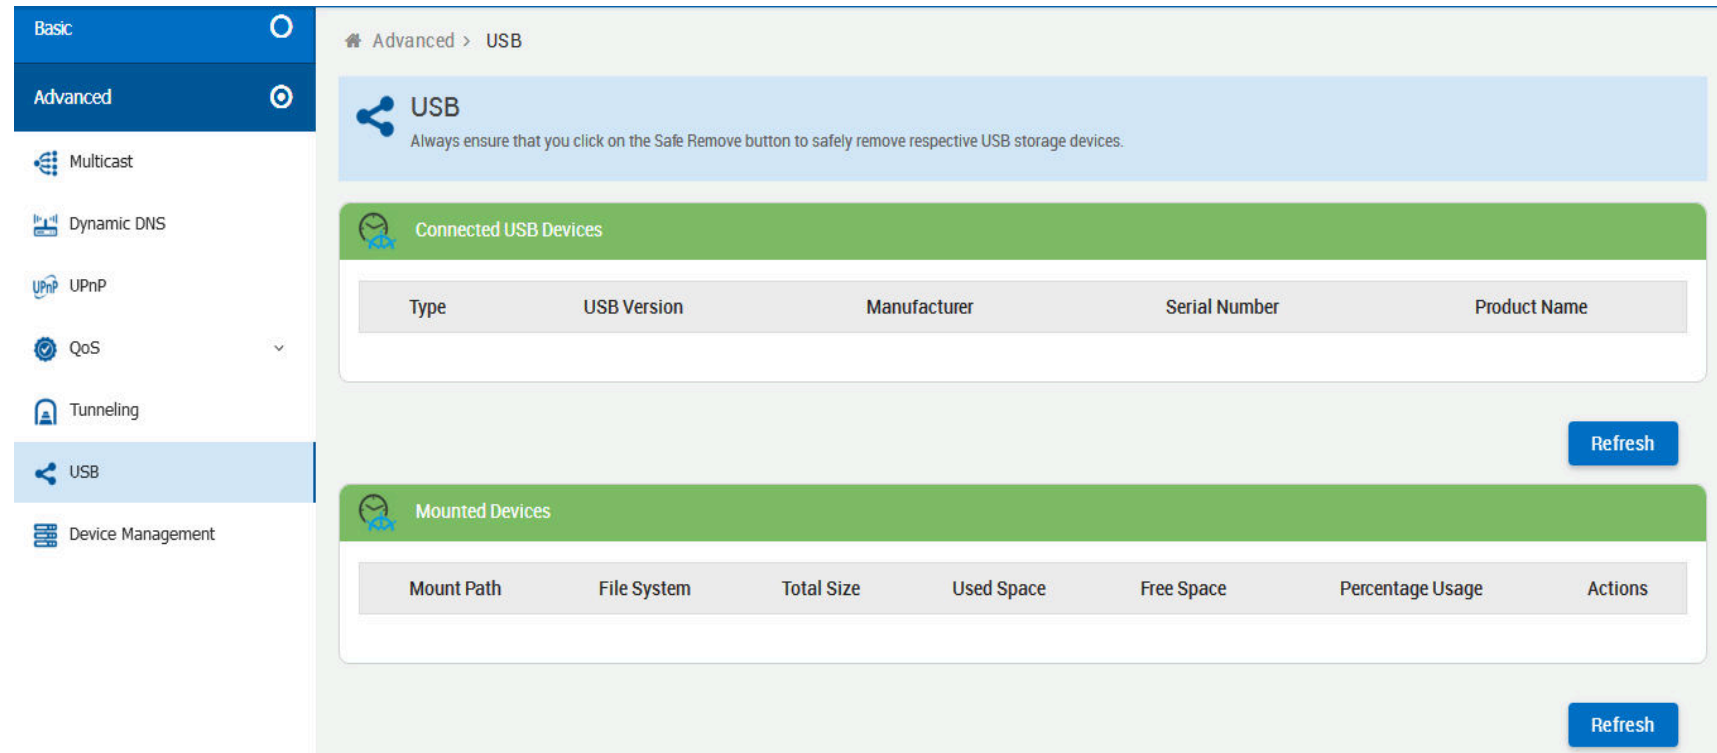 Basic
Advanced
Multicast
Dynamic DNS
UPnP UPnP
QoS
Tunneling
USB
Device Management
Advanced > USB
USB
Always ensure that you click on the Safe Remove button to safely remove respective USB storage devices.
Connected USB Devices
Type USB Version Manufacturer Serial Number Product Name
Refresh
Mounted Devices
Mount Path File System Total Size Used Space Free Space Percentage Usage Actions
Refresh